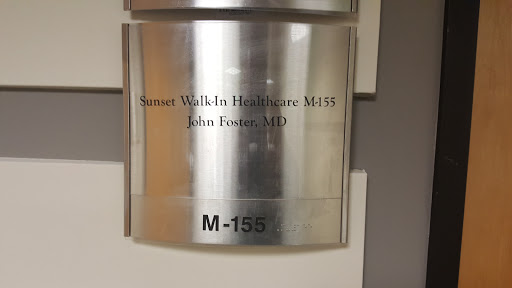 Sunset Walk-In Healthcare M-155
John Foster, MD
M-155